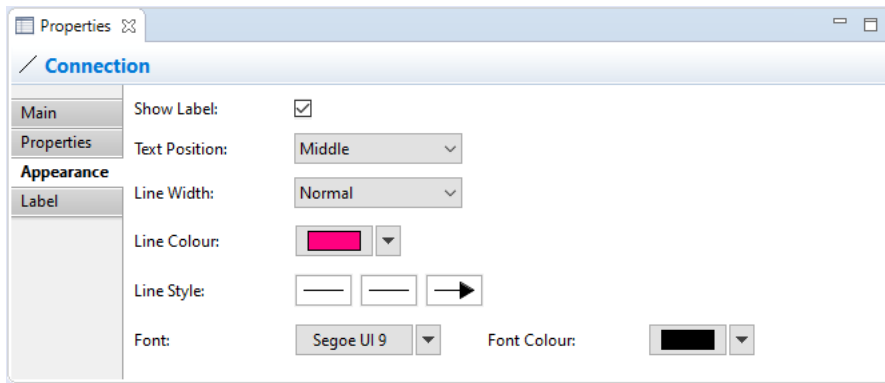 Properties
Connection
Main
Properties
Appearance
Label
Show Label:
Text Position: Middle
Line Width: Normal
Line Colour:
Line Style:
Font: Segoe UI 9 Font Colour: